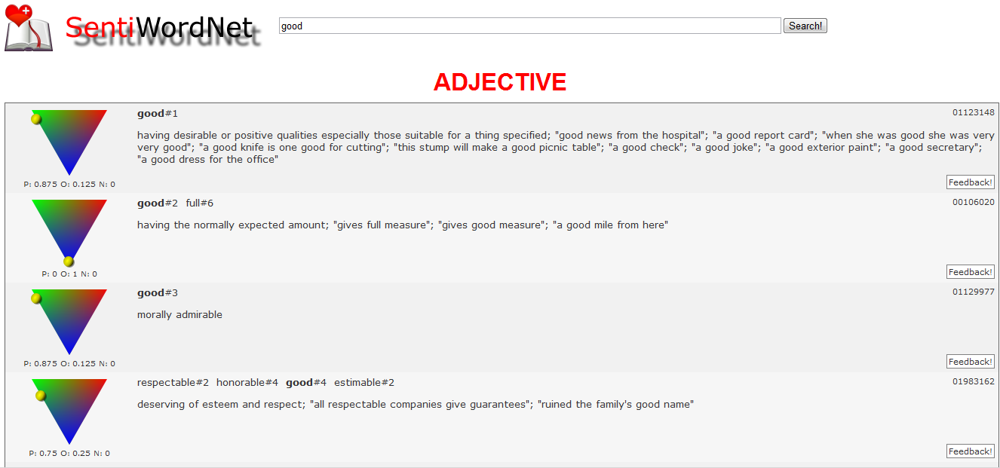 SentiWordNet
good Search!
ADJECTIVE
good#1 01123148
having desirable or positive qualities especially those suitable for a thing specified; "good news from the hospital"; "a good report card"; "when she was good she was very
very good"; "a good knife is one good for cutting"; "this stump will make a good picnic table"; "a good check"; "a good joke"; "a good exterior paint"; "a good secretary";
"a good dress for the office"
P: 0.875 O: 0.125 N: 0 Feedback!
good#2 full#6 00106020
having the normally expected amount; "gives full measure"; "gives good measure"; "a good mile from here"
P: 0 O: 1 N: 0 Feedback!
good#3 01129977
morally admirable
P: 0.875 O: 0.125 N: 0 Feedback!
respectable#2 honorable#4 good#4 estimable#2 01983162
deserving of esteem and respect; "all respectable companies give guarantees"; "ruined the family's good name"
P: 0.75 O: 0.25 N: 0 Feedback!